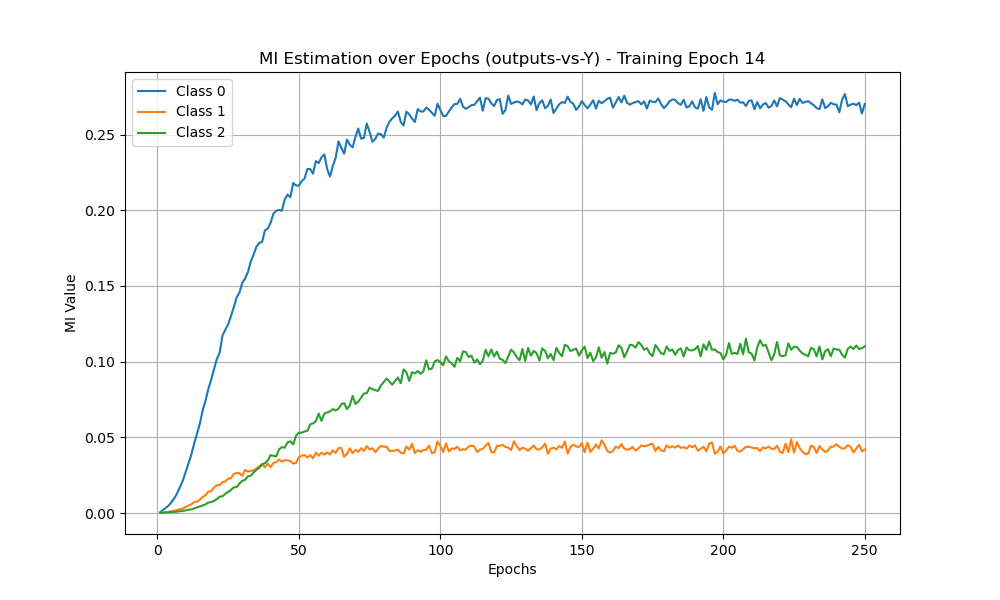 MI Estimation over Epochs (outputs-vs-Y) - Training Epoch 14
Class 0
Class 1
Class 2
0.25
0.20
0.15
0.10
0.05
0.00
MI Value
0 50 100 150 200 250
Epochs